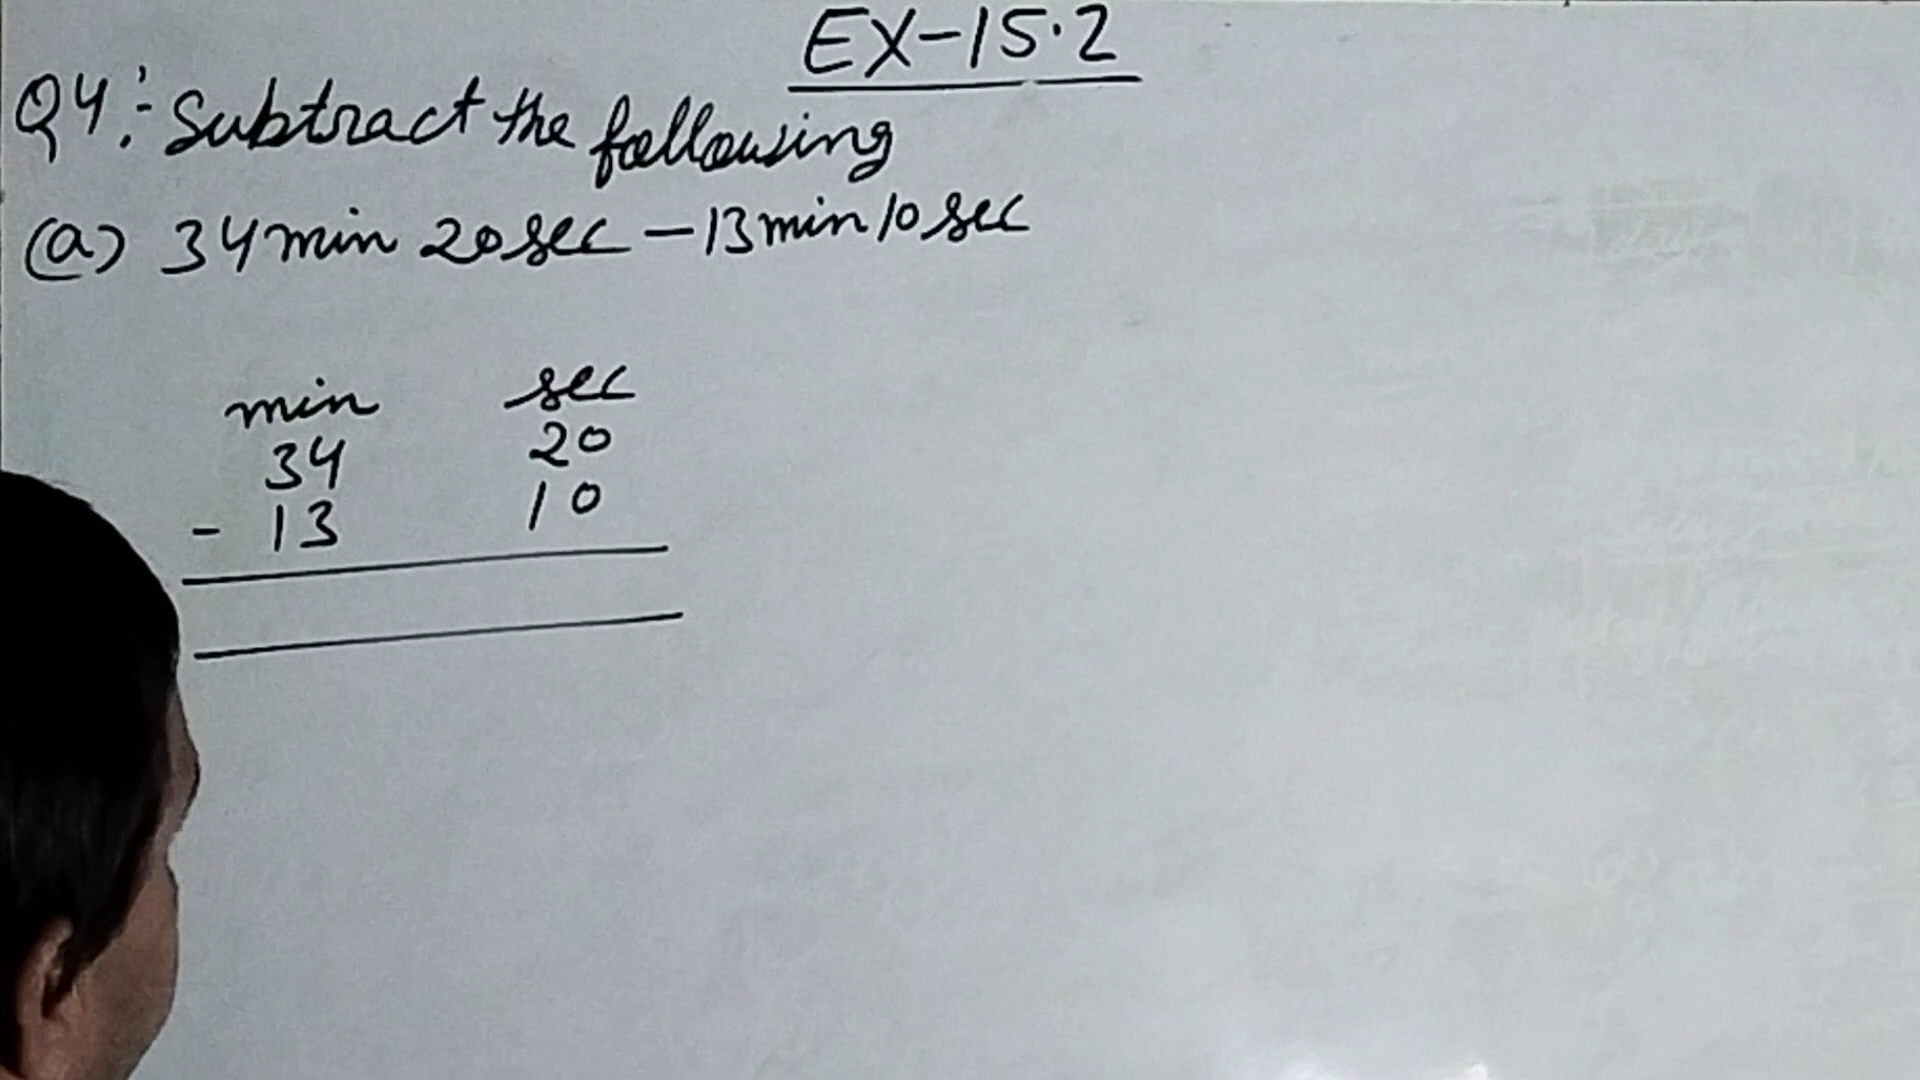 EX-15.2
Q4:- Subtract the following
(a) 34 min 20 sec - 13 min 10 sec
min sec
34 20
- 13 10